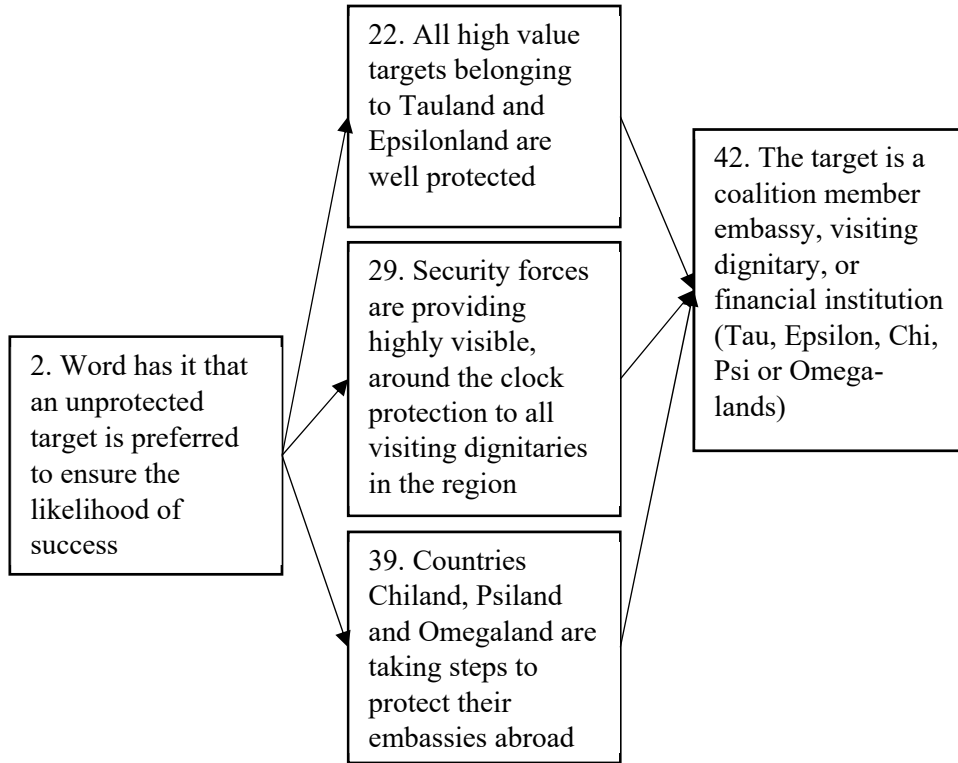 2. Word has it that
an unprotected
target is preferred
to ensure the
likelihood of
success
22. All high value
targets belonging
to Tauland and
Epsilonland are
well protected
29. Security forces
are providing
highly visible,
around the clock
protection to all
visiting dignitaries
in the region
39. Countries
Chiland, Psiland
and Omegaland are
taking steps to
protect their
embassies abroad
42. The target is a
coalition member
embassy, visiting
dignitary, or
financial institution
(Tau, Epsilon, Chi,
Psi or Omega-
lands)